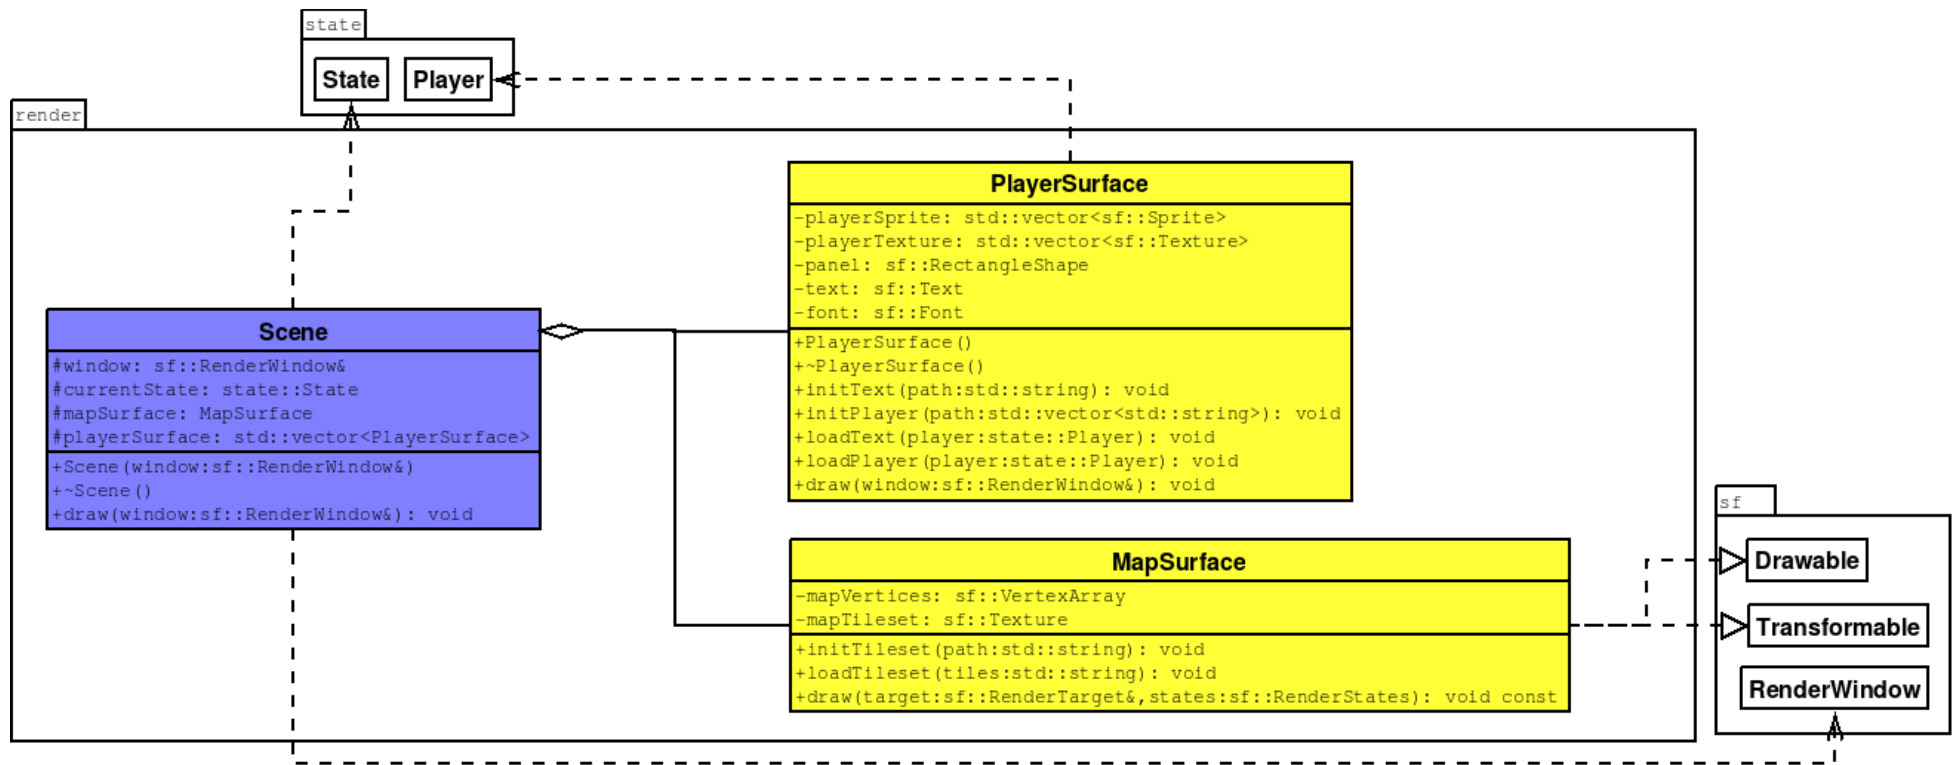 state
State
Player
render
PlayerSurface
-playerSprite: std::vector<sf::Sprite>
-playerTexture: std::vector<sf::Texture>
-panel: sf::RectangleShape
-text: sf::Text
-font: sf::Font
+PlayerSurface()
+~PlayerSurface()
+initText(path:std::string): void
+initPlayer(path:std::vector<std::string>): void
+loadText(player:state::Player): void
+loadPlayer(player:state::Player): void
+draw(window:sf::RenderWindow&): void
Scene
#window: sf::RenderWindow&
#currentState: state::State
#mapSurface: MapSurface
#playerSurface: std::vector<PlayerSurface>
+Scene(window:sf::RenderWindow&)
+~Scene()
+draw(window:sf::RenderWindow&): void
MapSurface
-mapVertices: sf::VertexArray
-mapTileset: sf::Texture
+initTileset(path:std::string): void
+loadTileset(tiles:std::string): void
+draw(target:sf::RenderTarget&,states:sf::RenderStates): void const
sf
Drawable
Transformable
RenderWindow